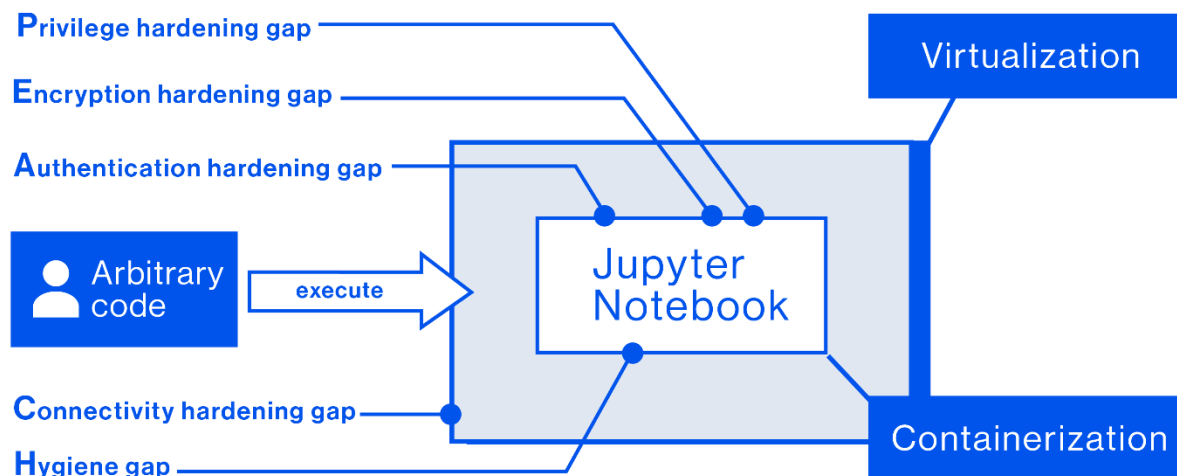 Privilege hardening gap
Virtualization
Encryption hardening gap
Authentication hardening gap
Arbitrary
code
execute
Jupyter
Notebook
Connectivity hardening gap
Containerization
Hygiene gap